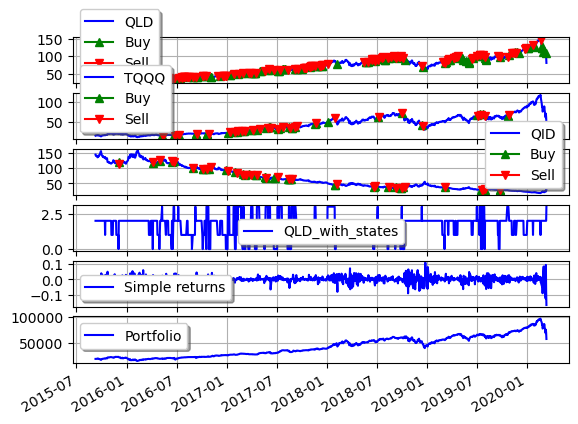 QLD
Buy
Sell
150
100
50
TQQQ
Buy
Sell
100
50
QID
Buy
Sell
150
100
50
2.5
0.0
QLD_with_states
0.1
0.0
−0.1
Simple returns
100000
50000
Portfolio
2015-07
2016-01
2016-07
2017-01
2017-07
2018-01
2018-07
2019-01
2019-07
2020-01